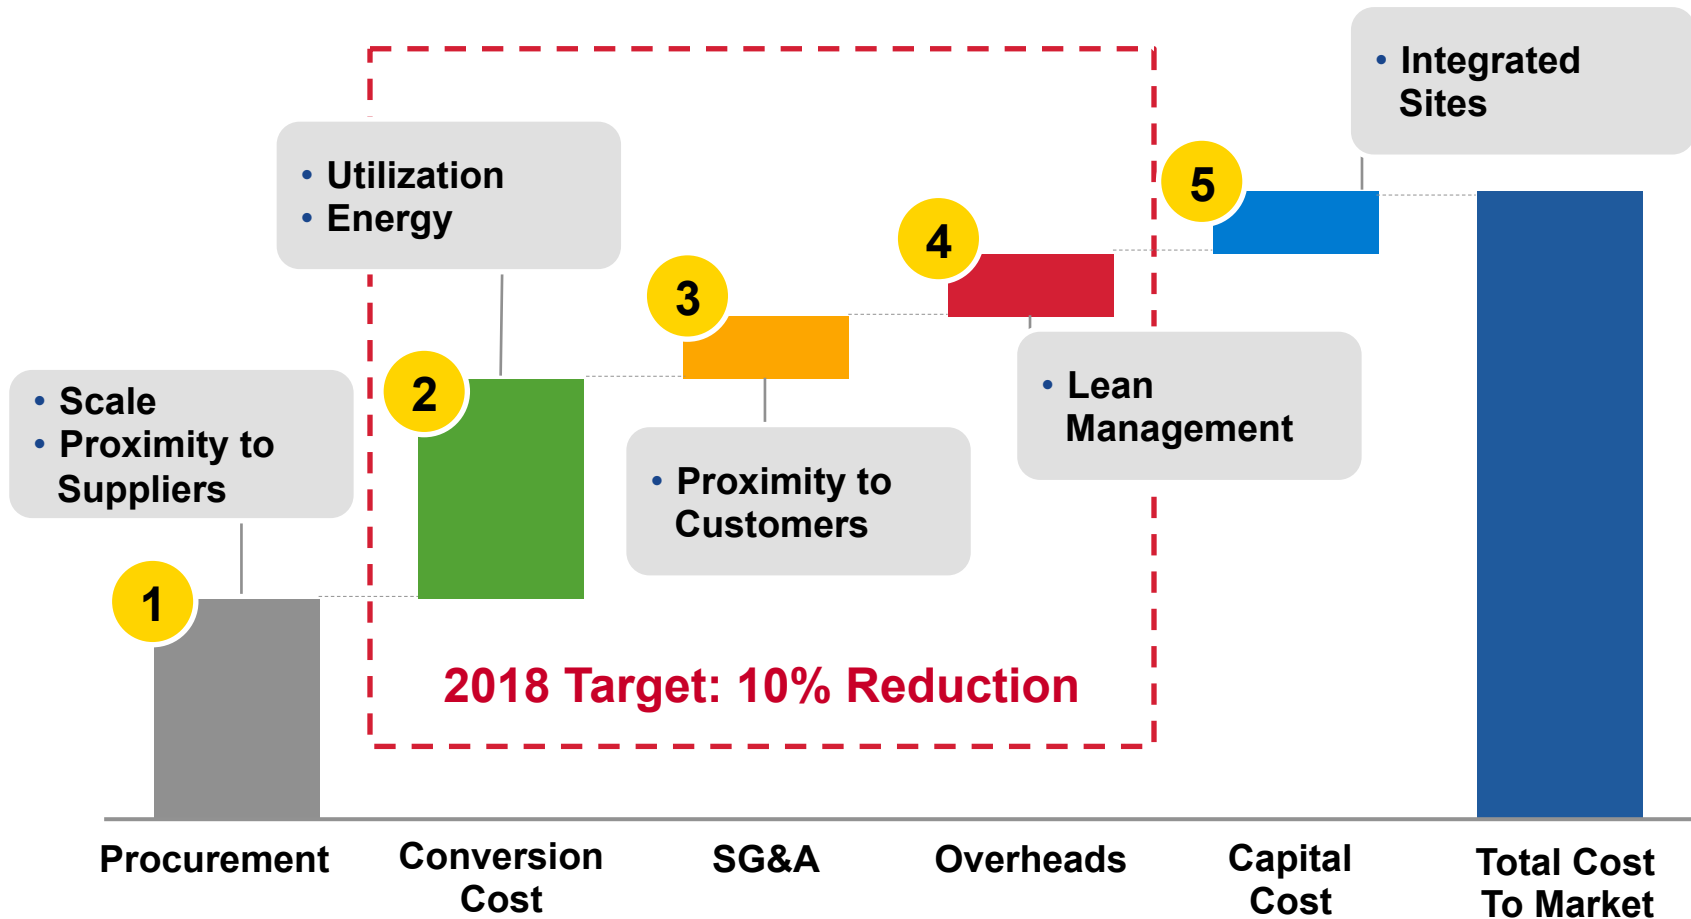 • Integrated
Sites
• Utilization
• Energy
5
4
3
2
• Scale
• Proximity to
Suppliers
• Lean
Management
• Proximity to
Customers
1
2018 Target: 10% Reduction
Procurement
Conversion
Cost
SG&A
Overheads
Capital
Cost
Total Cost
To Market